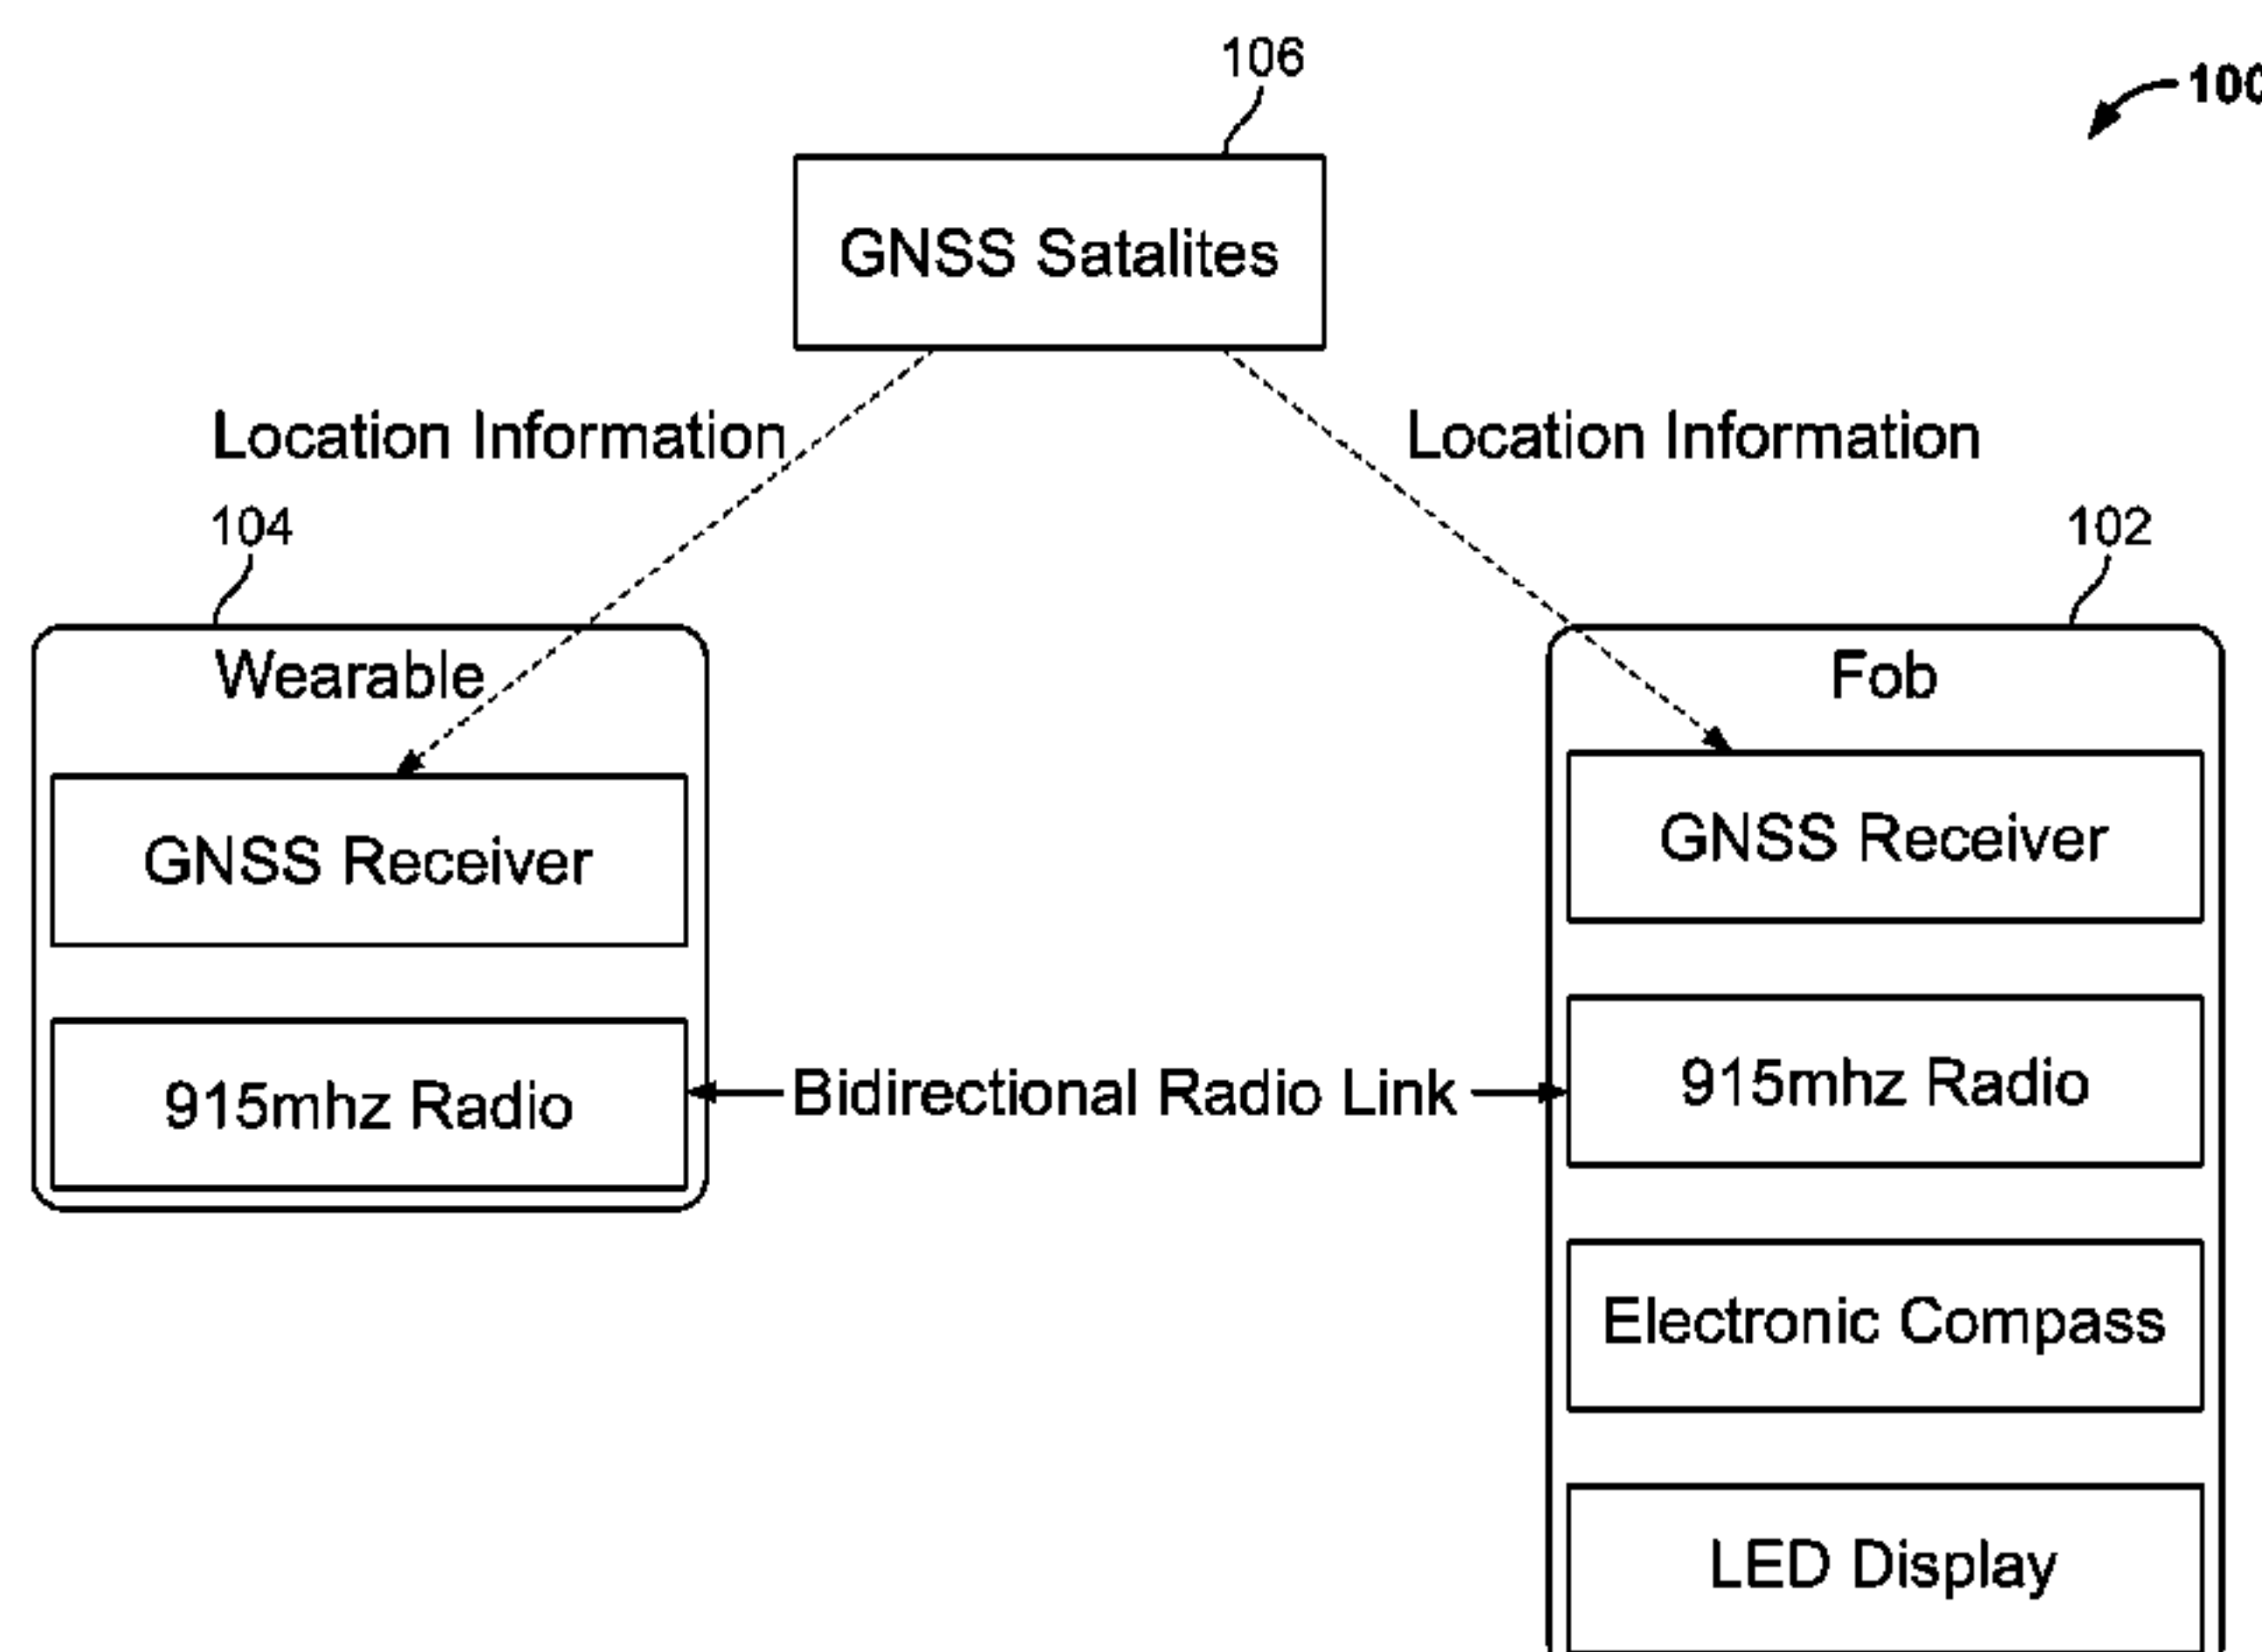 106
100
GNSS Satalites
Location Information
Location Information
104
102
Wearable
Fob
GNSS Receiver
GNSS Receiver
915mhz Radio
Bidirectional Radio Link
915mhz Radio
Electronic Compass
LED Display